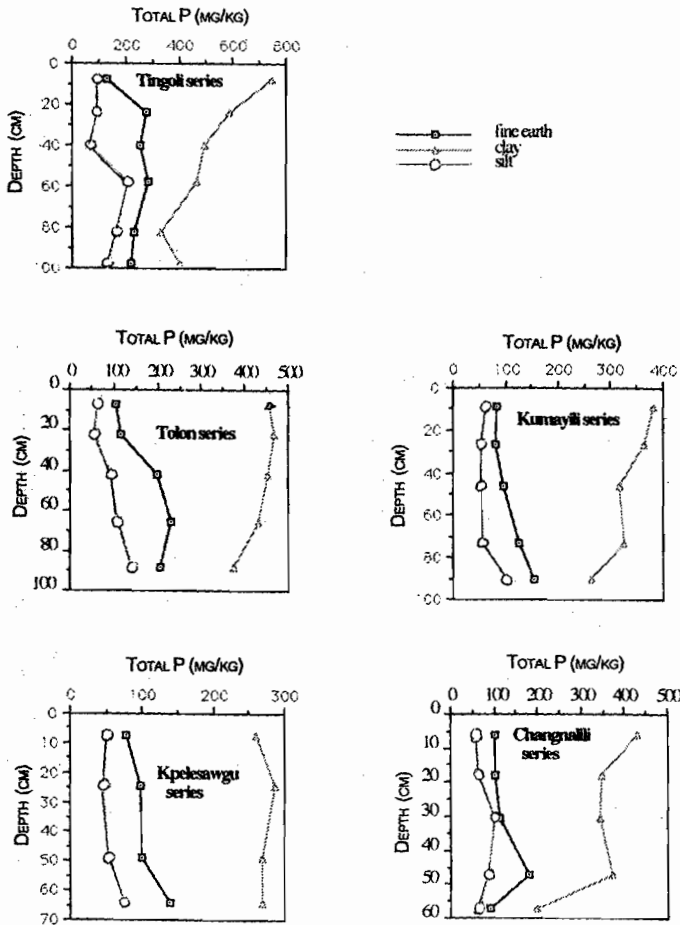 TOTAL P (MG/KG)
0 200 400 600 800
0
20
40
60
80
100
DEPTH (CM)
Tingoli series
fine earth
clay
silt
TOTAL P (MG/KG)
0 100 200 300 400 500
0
20
40
60
80
100
DEPTH (CM)
Tolon series
TOTAL P (MG/KG)
0 100 200 300 400
0
20
40
60
80
100
DEPTH (CM)
Kumayili series
TOTAL P (MG/KG)
0 100 200 300
0
10
20
30
40
50
60
70
DEPTH (CM)
Kpelesawgu
series
TOTAL P (MG/KG)
0 100 200 300 400 500
0
10
20
30
40
50
60
DEPTH (CM)
Changnalili
series